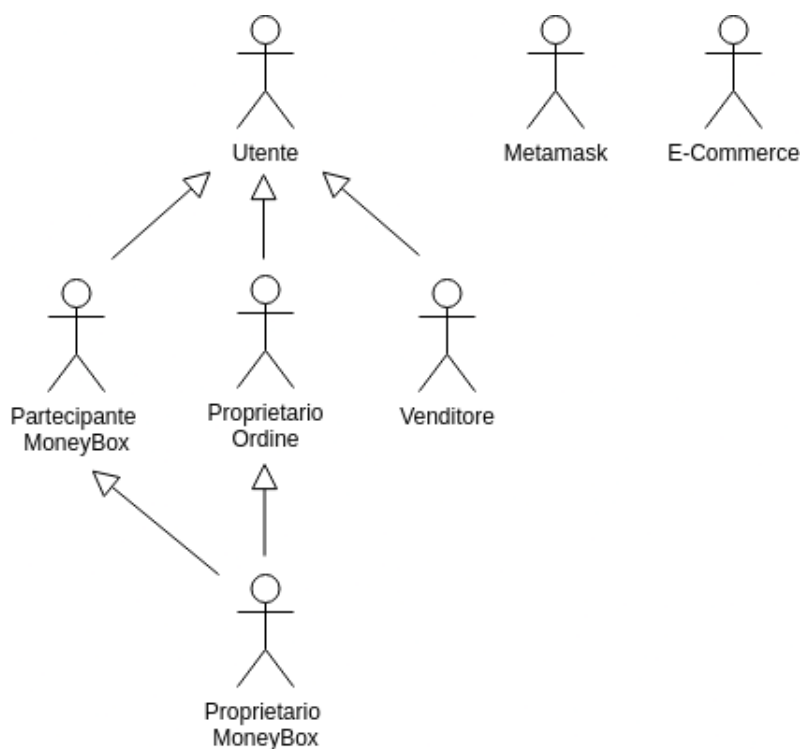 Utente
Metamask
E-Commerce
Partecipante
MoneyBox
Proprietario
Ordine
Venditore
Proprietario
MoneyBox